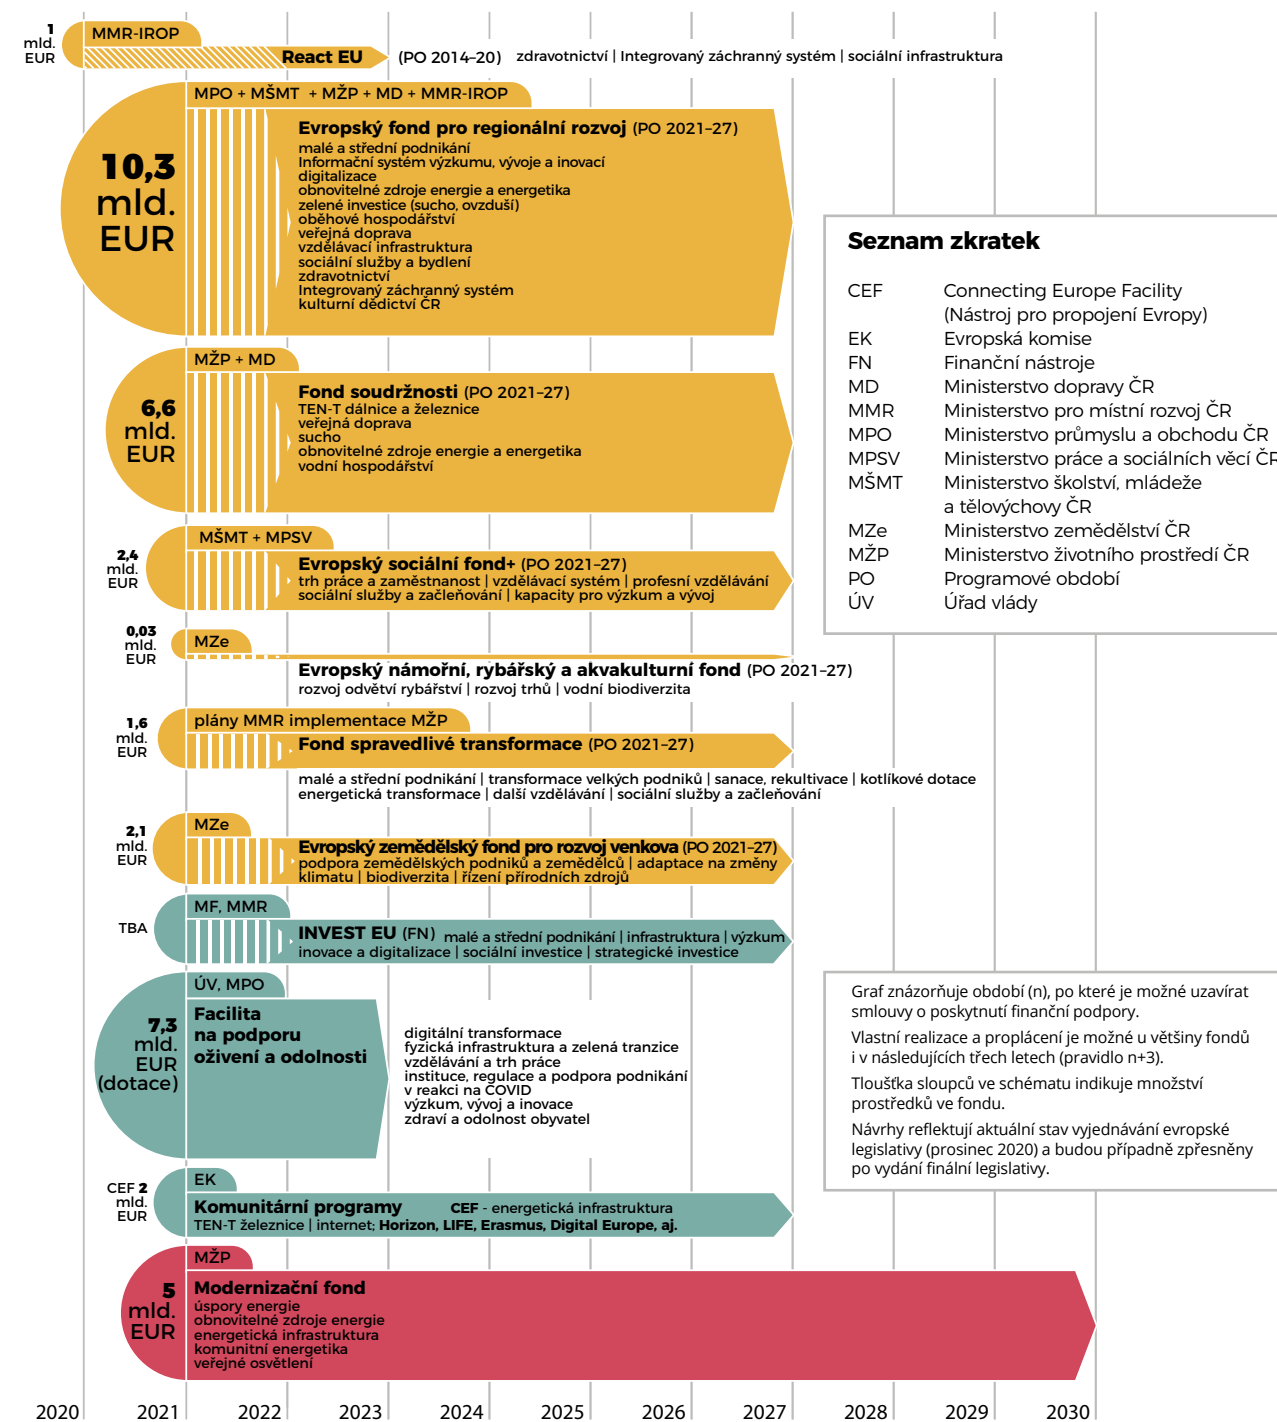 1
mld.
EUR
MMR-IROP
React EU (PO 2014–20) zdravotnictví | Integrovaný záchranný systém | sociální infrastruktura
10,3
mld.
EUR
MPO + MŠMT + MŽP + MD + MMR-IROP
Evropský fond pro regionální rozvoj (PO 2021–27)
malé a střední podnikání
Informační systém výzkumu, vývoje a inovací
digitalizace
obnovitelné zdroje energie a energetika
zelené investice (sucho, ovzduší)
oběhové hospodářství
veřejná doprava
vzdělávací infrastruktura
sociální služby a bydlení
zdravotnictví
Integrovaný záchranný systém
kulturní dědictví ČR
6,6
mld.
EUR
MŽP + MD
Fond soudržnosti (PO 2021–27)
TEN-T dálnice a železnice
veřejná doprava
sucho
obnovitelné zdroje energie a energetika
vodní hospodářství
2,4
mld.
EUR
MŠMT + MPSV
Evropský sociální fond+ (PO 2021–27)
trh práce a zaměstnanost | vzdělávací systém | profesní vzdělávání
sociální služby a začleňování | kapacity pro výzkum a vývoj
0,03
mld.
EUR
MZe
Evropský námořní, rybářský a akvakulturní fond (PO 2021–27)
rozvoj odvětví rybářství | rozvoj trhů | vodní biodiverzita
1,6
mld.
EUR
plány MMR implementace MŽP
Fond spravedlivé transformace (PO 2021–27)
malé a střední podnikání | transformace velkých podniků | sanace, rekultivace | kotlíkové dotace
energetická transformace | další vzdělávání | sociální služby a začleňování
2,1
mld.
EUR
MZe
Evropský zemědělský fond pro rozvoj venkova (PO 2021–27)
podpora zemědělských podniků a zemědělců | adaptace na změny
klimatu | biodiverzita | řízení přírodních zdrojů
TBA
MF, MMR
INVEST EU (FN) malé a střední podnikání | infrastruktura | výzkum
inovace a digitalizace | sociální investice | strategické investice
7,3
mld.
EUR
(dotace)
ÚV, MPO
Facilita
na podporu
oživení a odolnosti
digitální transformace
fyzická infrastruktura a zelená tranzice
vzdělávání a trh práce
instituce, regulace a podpora podnikání
v reakci na COVID
výzkum, vývoj a inovace
zdraví a odolnost obyvatel
CEF 2
mld.
EUR
EK
Komunitární programy CEF - energetická infrastruktura
TEN-T železnice | internet; Horizon, LIFE, Erasmus, Digital Europe, aj.
5
mld.
EUR
MŽP
Modernizační fond
úspory energie
obnovitelné zdroje energie
energetická infrastruktura
komunitní energetika
veřejné osvětlení
Seznam zkratek
CEF Connecting Europe Facility
(Nástroj pro propojení Evropy)
EK Evropská komise
FN Finanční nástroje
MD Ministerstvo dopravy ČR
MMR Ministerstvo pro místní rozvoj ČR
MPO Ministerstvo průmyslu a obchodu ČR
MPSV Ministerstvo práce a sociálních věcí ČR
MŠMT Ministerstvo školství, mládeže
a tělovýchovy ČR
MZe Ministerstvo zemědělství ČR
MŽP Ministerstvo životního prostředí ČR
PO Programové období
ÚV Úřad vlády
Graf znázorňuje období (n), po které je možné uzavírat
smlouvy o poskytnutí finanční podpory.
Vlastní realizace a proplácení je možné u většiny fondů
i v následujících třech letech (pravidlo n+3).
Tloušťka sloupců ve schématu indikuje množství
prostředků ve fondu.
Návrhy reflektují aktuální stav vyjednávání evropské
legislativy (prosinec 2020) a budou případně zpřesněny
po vydání finální legislativy.
2020 2021 2022 2023 2024 2025 2026 2027 2028 2029 2030